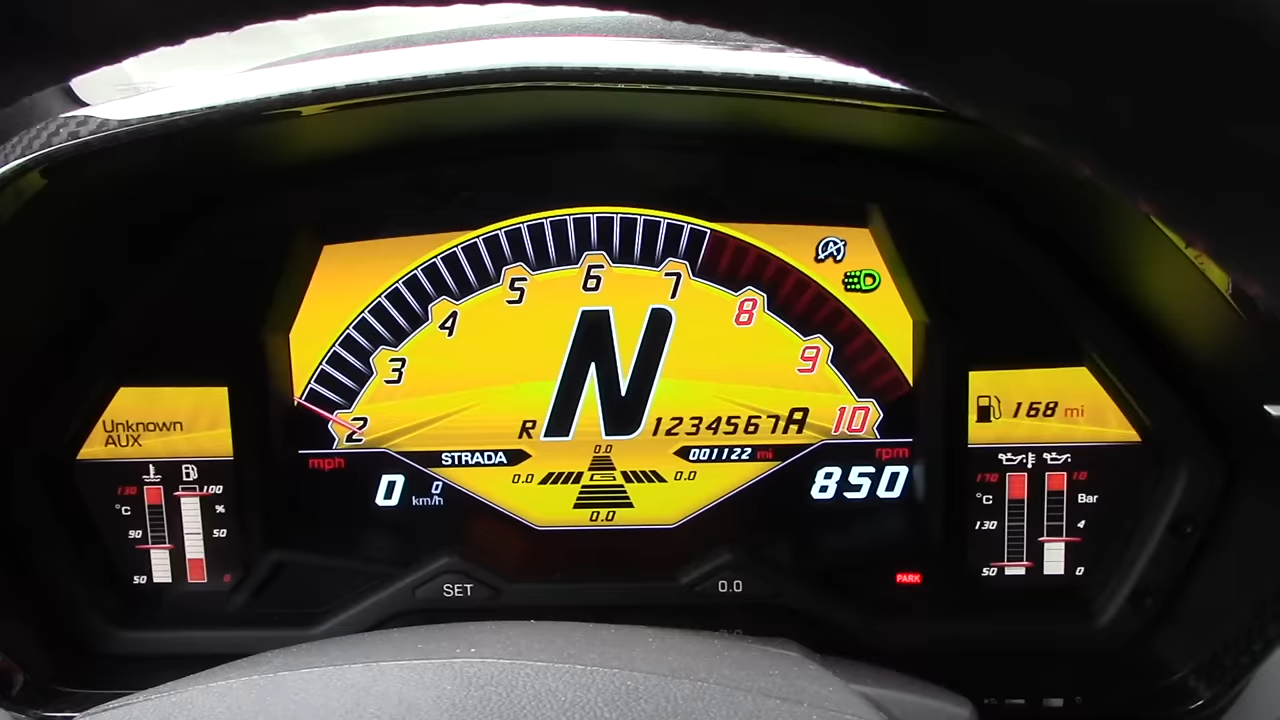 6
5 7
4 8
3 9
2 10
N
R 1234567A
0.0
STRADA
001122 mi
mph
rpm
0.0 G 0.0
0 0
km/h
850
0.0
Unknown
AUX
130 100
°C %
90 50
50 0
168 mi
170 10
°C Bar
130 4
50 0
PARK
SET
0.0